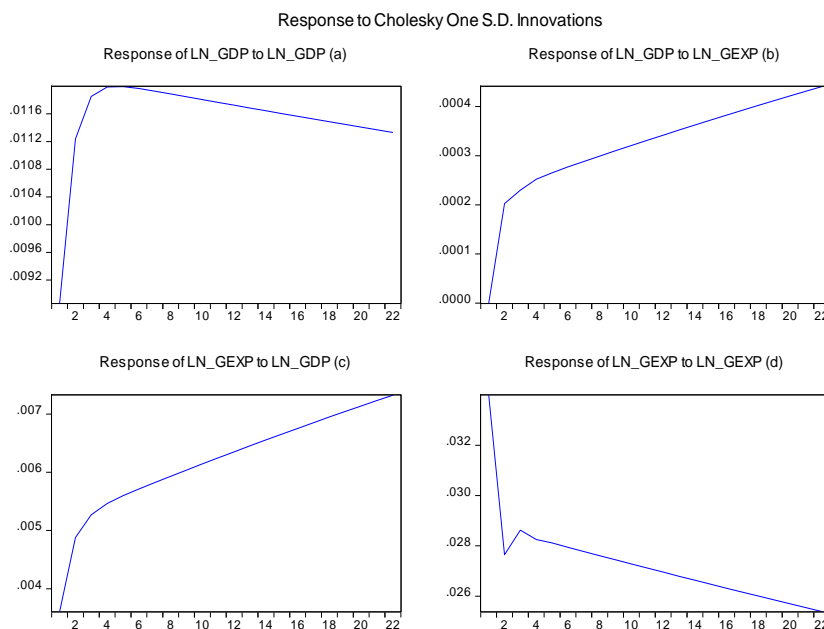 Response to Cholesky One S.D. Innovations
Response of LN_GDP to LN_GDP (a)
.0116
.0112
.0108
.0104
.0100
.0096
.0092
2 4 6 8 10 12 14 16 18 20 22
Response of LN_GDP to LN_GEXP (b)
.0004
.0003
.0002
.0001
.0000
2 4 6 8 10 12 14 16 18 20 22
Response of LN_GEXP to LN_GDP (c)
.007
.006
.005
.004
2 4 6 8 10 12 14 16 18 20 22
Response of LN_GEXP to LN_GEXP (d)
.032
.030
.028
.026
2 4 6 8 10 12 14 16 18 20 22